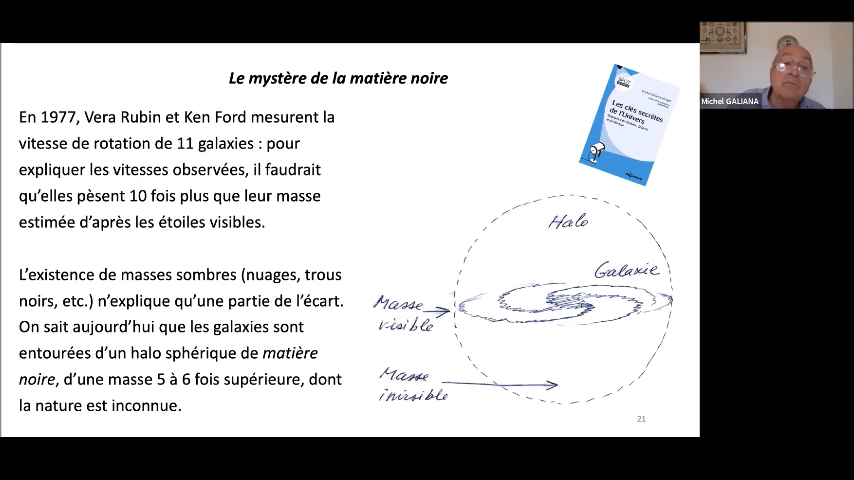 Le mystère de la matière noire
En 1977, Vera Rubin et Ken Ford mesurent la
vitesse de rotation de 11 galaxies : pour
expliquer les vitesses observées, il faudrait
qu'elles pèsent 10 fois plus que leur masse
estimée d'après les étoiles visibles.
L'existence de masses sombres (nuages, trous
noirs, etc.) n'explique qu'une partie de l'écart.
On sait aujourd'hui que les galaxies sont
entourées d'un halo sphérique de matière
noire, d'une masse 5 à 6 fois supérieure, dont
la nature est inconnue.
Les clés secrètes
de l'Univers
Halo
Galaxie
Masse
visible
Masse
invisible
21
Michel GALIANA